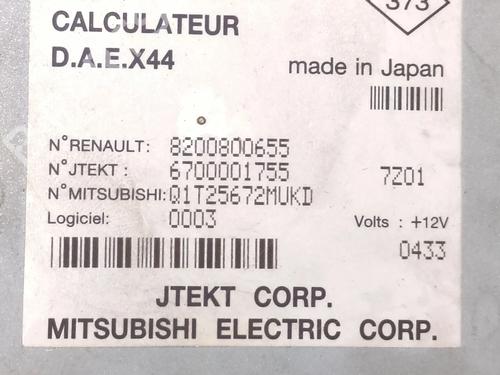 373
CALCULATEUR
D.A.E.X44
made in Japan
N°RENAULT: 8200800655
N°JTEKT: 6700001755 7Z01
N°MITSUBISHI: Q1T25672MUKD
Logiciel: 0003 Volts : +12V
0433
JTEKT CORP.
MITSUBISHI ELECTRIC CORP.